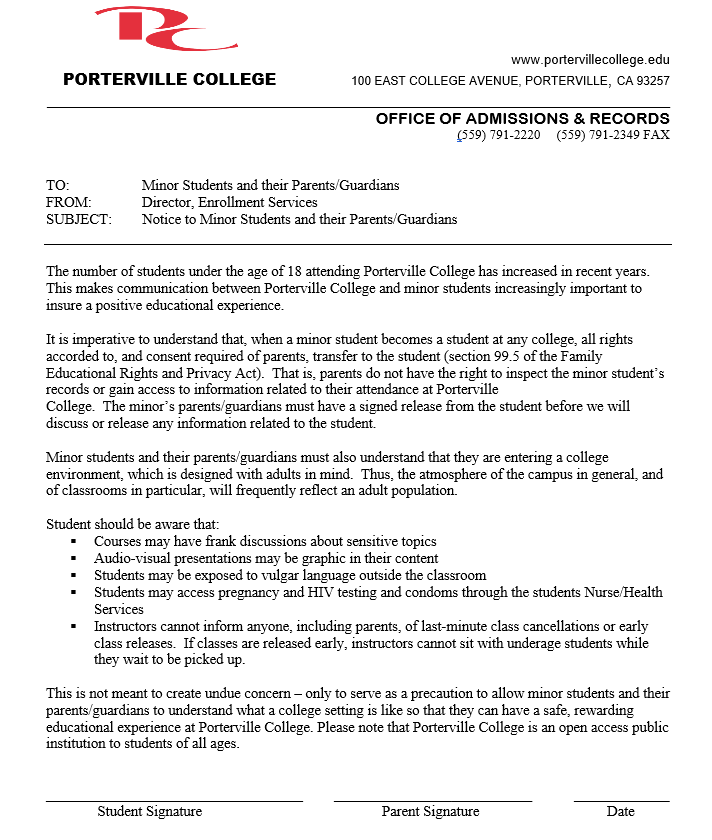 PC
www.portervillecollege.edu
PORTERVILLE COLLEGE
100 EAST COLLEGE AVENUE, PORTERVILLE, CA 93257
OFFICE OF ADMISSIONS & RECORDS
(559) 791-2220 (559) 791-2349 FAX
TO: Minor Students and their Parents/Guardians
FROM: Director, Enrollment Services
SUBJECT: Notice to Minor Students and their Parents/Guardians
The number of students under the age of 18 attending Porterville College has increased in recent years.
This makes communication between Porterville College and minor students increasingly important to
insure a positive educational experience.
It is imperative to understand that, when a minor student becomes a student at any college, all rights
accorded to, and consent required of parents, transfer to the student (section 99.5 of the Family
Educational Rights and Privacy Act). That is, parents do not have the right to inspect the minor student's
records or gain access to information related to their attendance at Porterville
College. The minor's parents/guardians must have a signed release from the student before we will
discuss or release any information related to the student.
Minor students and their parents/guardians must also understand that they are entering a college
environment, which is designed with adults in mind. Thus, the atmosphere of the campus in general, and
of classrooms in particular, will frequently reflect an adult population.
Student should be aware that:
▪ Courses may have frank discussions about sensitive topics
▪ Audio-visual presentations may be graphic in their content
▪ Students may be exposed to vulgar language outside the classroom
▪ Students may access pregnancy and HIV testing and condoms through the students Nurse/Health
Services
▪ Instructors cannot inform anyone, including parents, of last-minute class cancellations or early
class releases. If classes are released early, instructors cannot sit with underage students while
they wait to be picked up.
This is not meant to create undue concern – only to serve as a precaution to allow minor students and their
parents/guardians to understand what a college setting is like so that they can have a safe, rewarding
educational experience at Porterville College. Please note that Porterville College is an open access public
institution to students of all ages.
Student Signature Parent Signature Date